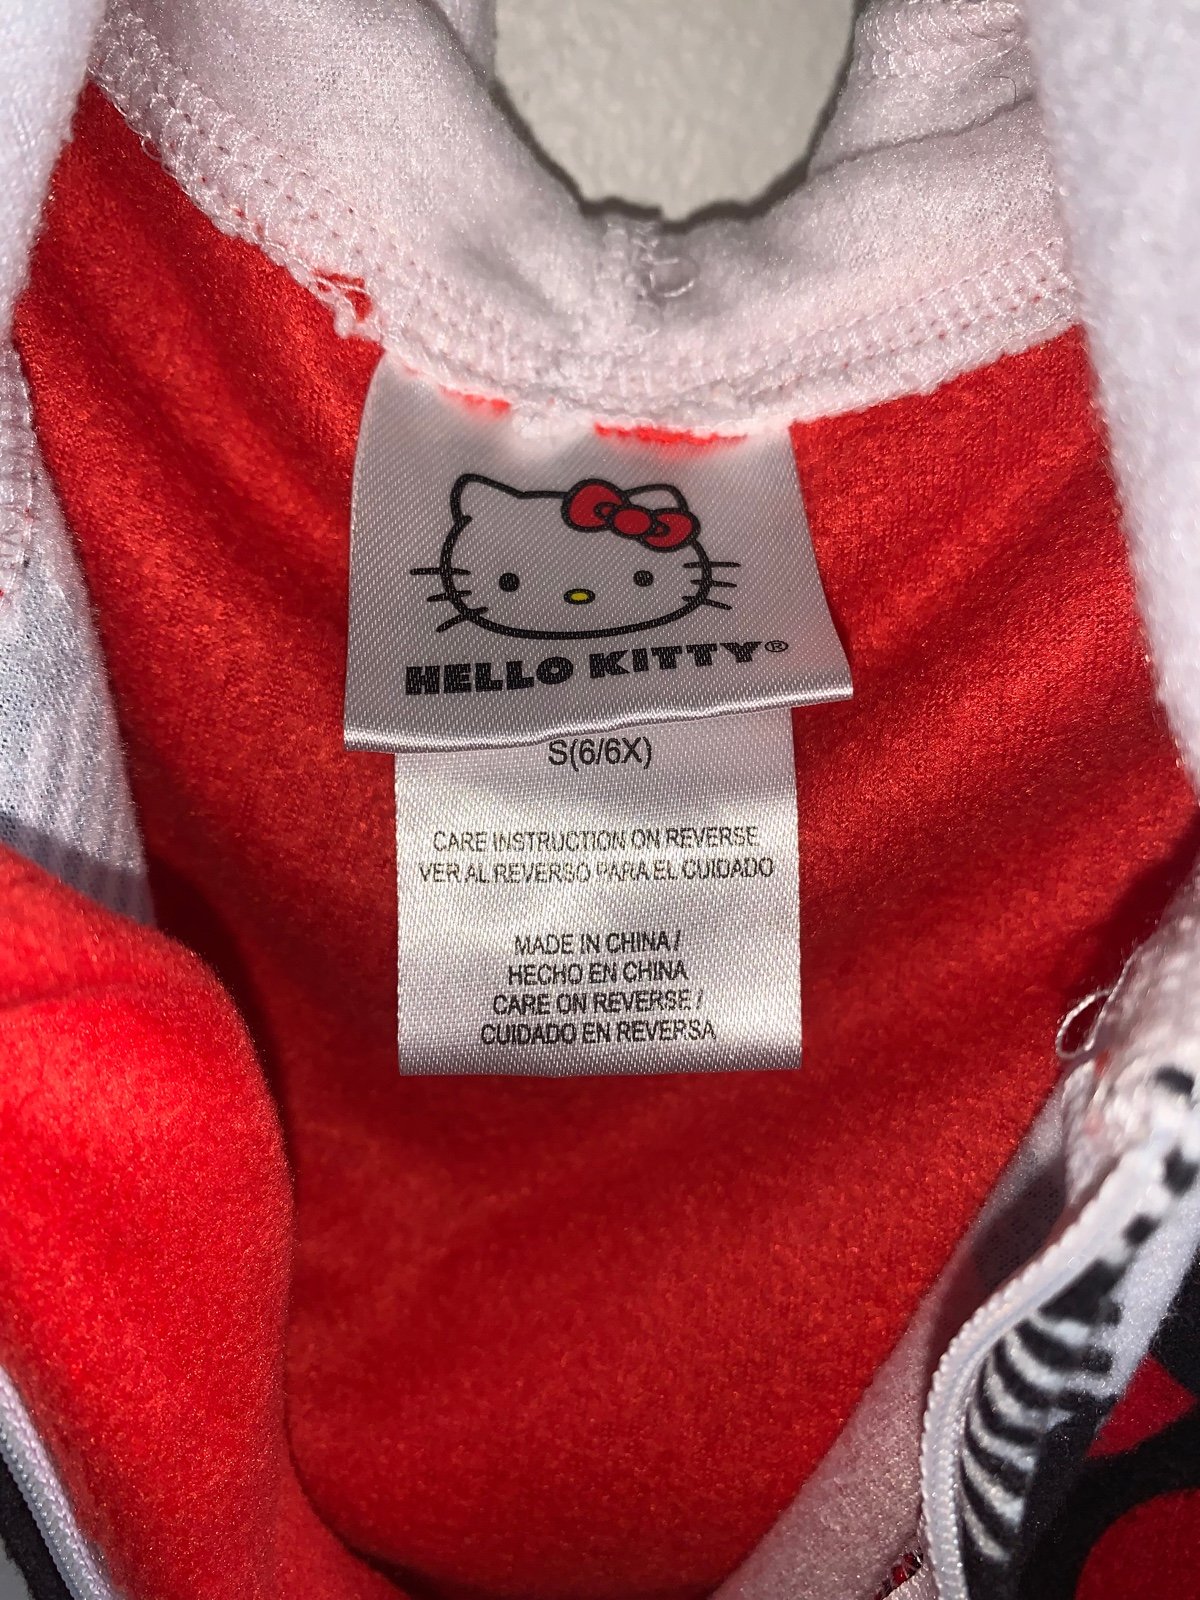 HELLO KITTY®
S(6/6X)
CARE INSTRUCTION ON REVERSE
VER AL REVERSO PARA EL CUIDADO
MADE IN CHINA /
HECHO EN CHINA
CARE ON REVERSE /
CUIDADO EN REVERSA